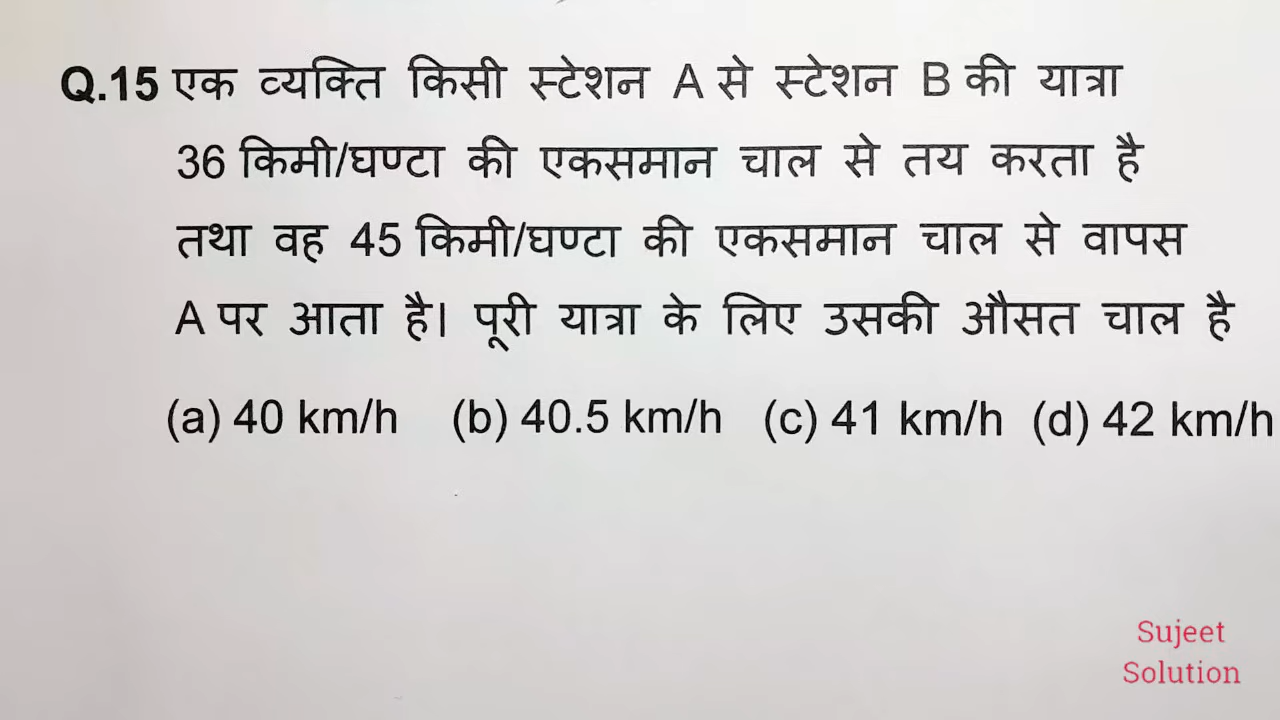 Q.15 एक व्यक्ति किसी स्टेशन A से स्टेशन B की यात्रा
36 किमी/घण्टा की एकसमान चाल से तय करता है
तथा वह 45 किमी/घण्टा की एकसमान चाल से वापस
A पर आता है। पूरी यात्रा के लिए उसकी औसत चाल है
(a) 40 km/h (b) 40.5 km/h (c) 41 km/h (d) 42 km/h
Sujeet
Solution